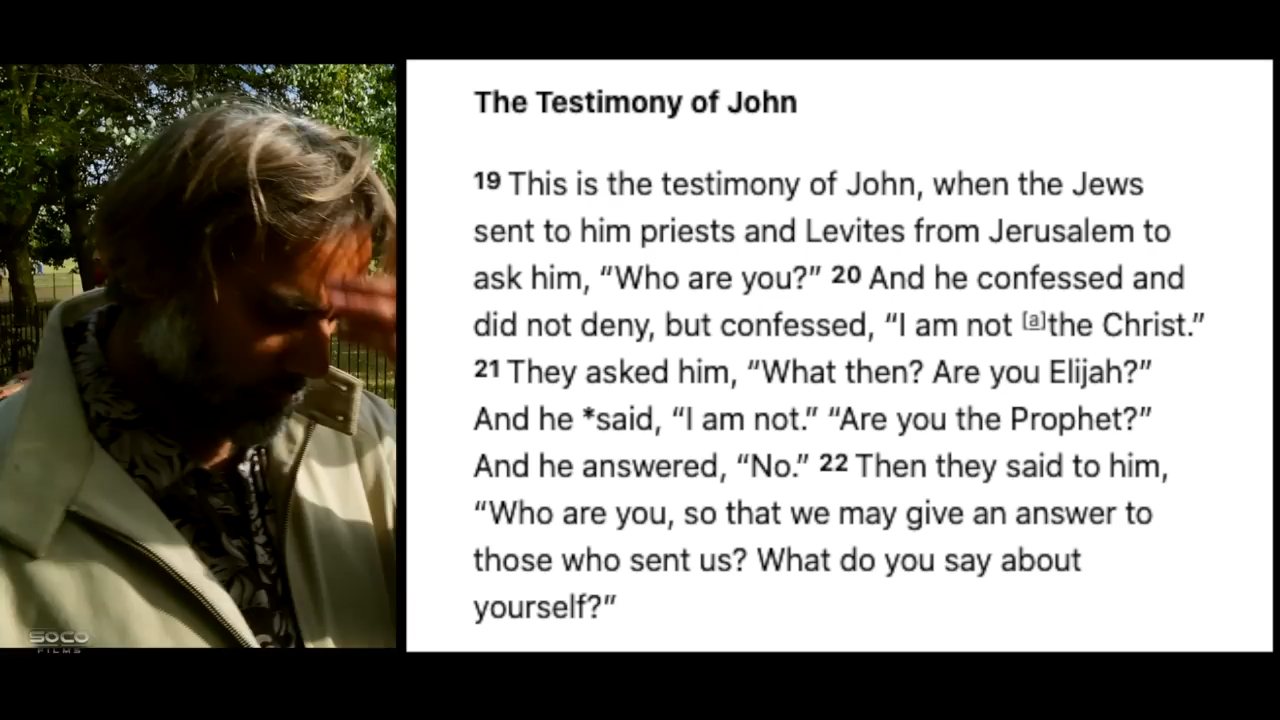 The Testimony of John
19 This is the testimony of John, when the Jews
sent to him priests and Levites from Jerusalem to
ask him, “Who are you?” 20 And he confessed and
did not deny, but confessed, “I am not [a]the Christ.”
21 They asked him, “What then? Are you Elijah?”
And he *said, “I am not.” “Are you the Prophet?”
And he answered, “No.” 22 Then they said to him,
“Who are you, so that we may give an answer to
those who sent us? What do you say about
yourself?”
SOCO
FILMS